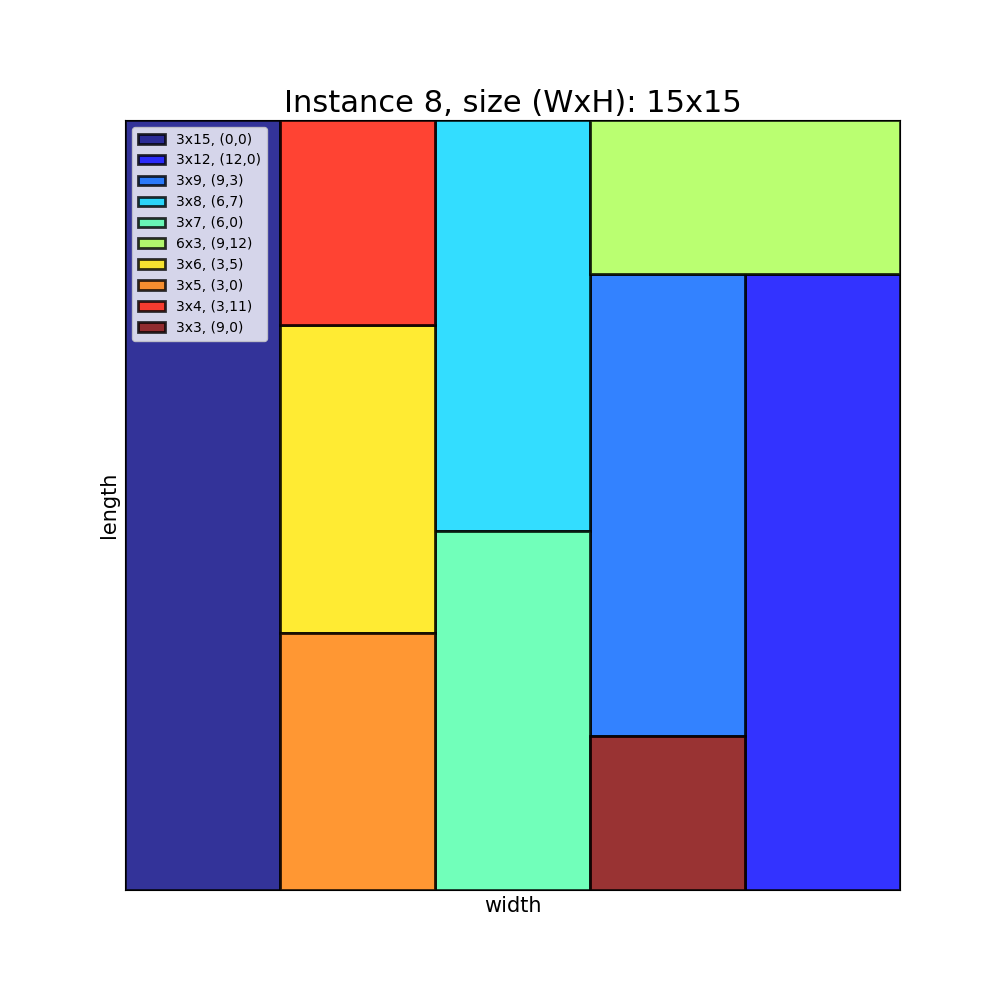 Instance 8, size (WxH): 15x15
3x15, (0,0)
3x12, (12,0)
3x9, (9,3)
3x8, (6,7)
3x7, (6,0)
6x3, (9,12)
3x6, (3,5)
3x5, (3,0)
3x4, (3,11)
3x3, (9,0)
length
width